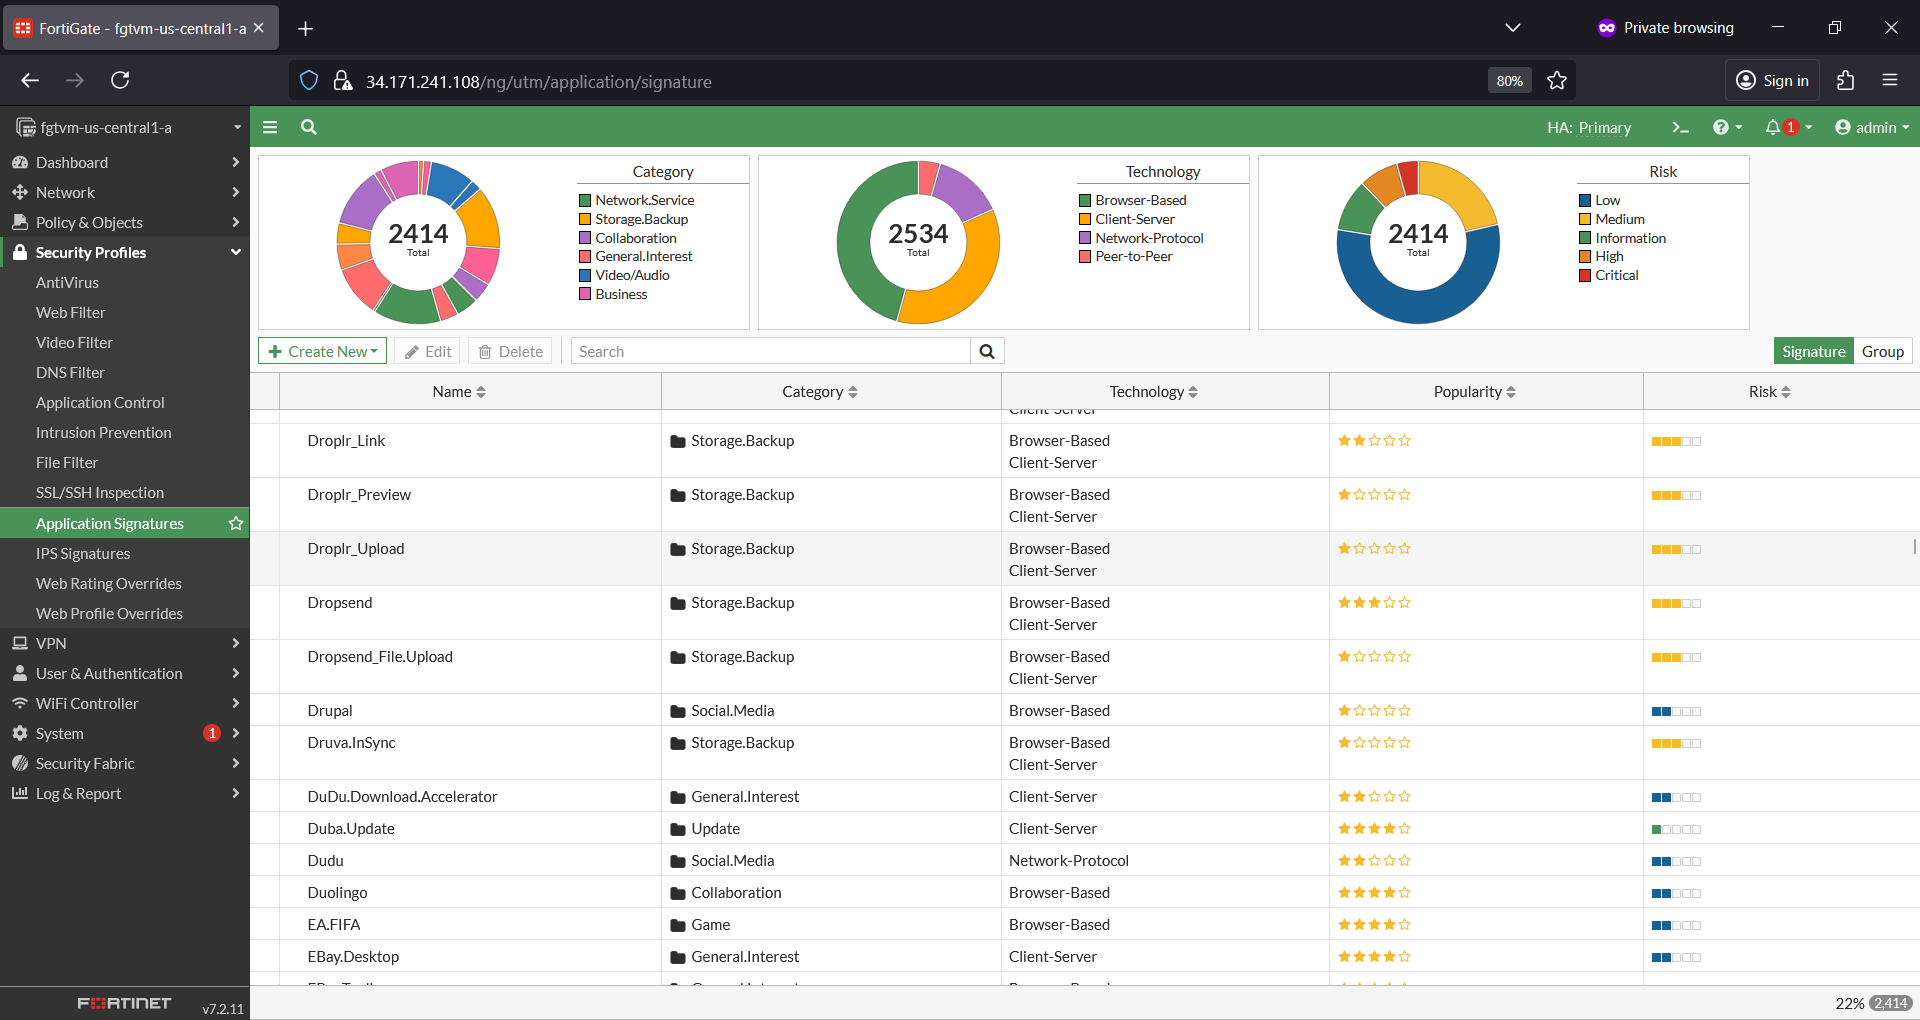 FortiGate - fgtvm-us-central1-a
Private browsing
34.171.241.108/ng/utm/application/signature
80%
Sign in
fgtvm-us-central1-a
HA: Primary
1
admin
Dashboard
Network
Policy & Objects
Security Profiles
AntiVirus
Web Filter
Video Filter
DNS Filter
Application Control
Intrusion Prevention
File Filter
SSL/SSH Inspection
Application Signatures
IPS Signatures
Web Rating Overrides
Web Profile Overrides
VPN
User & Authentication
WiFi Controller
System 1
Security Fabric
Log & Report
FORTINET v7.2.11
2414
Total
Category
Network.Service
Storage.Backup
Collaboration
General.Interest
Video/Audio
Business
2534
Total
Technology
Browser-Based
Client-Server
Network-Protocol
Peer-to-Peer
2414
Total
Risk
Low
Medium
Information
High
Critical
Create New Edit Delete Search Signature Group
Name Category Technology Popularity Risk
Client-Server
Droplr_Link Storage.Backup Browser-Based
Client-Server
Droplr_Preview Storage.Backup Browser-Based
Client-Server
Droplr_Upload Storage.Backup Browser-Based
Client-Server
Dropsend Storage.Backup Browser-Based
Client-Server
Dropsend_File.Upload Storage.Backup Browser-Based
Client-Server
Drupal Social.Media Browser-Based
Druva.InSync Storage.Backup Browser-Based
Client-Server
DuDu.Download.Accelerator General.Interest Client-Server
Duba.Update Update Client-Server
Dudu Social.Media Network-Protocol
Duolingo Collaboration Browser-Based
EA.FIFA Game Browser-Based
EBay.Desktop General.Interest Client-Server
22% 2,414